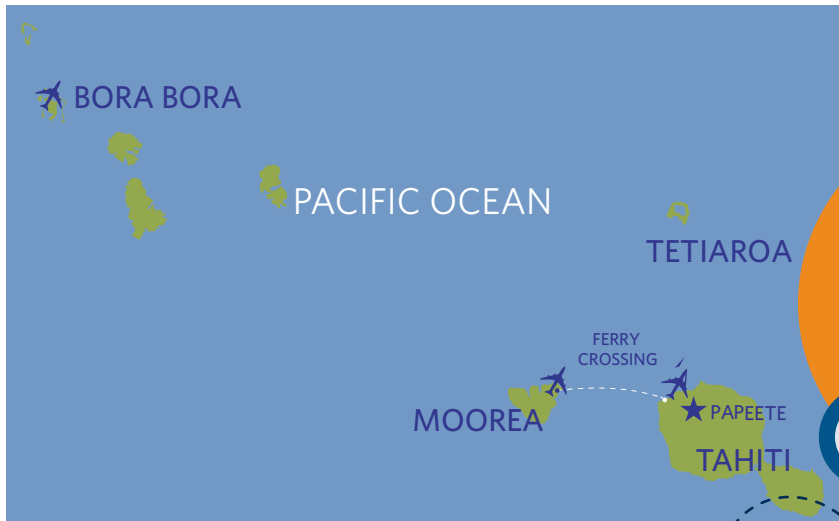 BORA BORA
PACIFIC OCEAN
TETIAROA
FERRY
CROSSING
MOOREA
PAPEETE
TAHITI